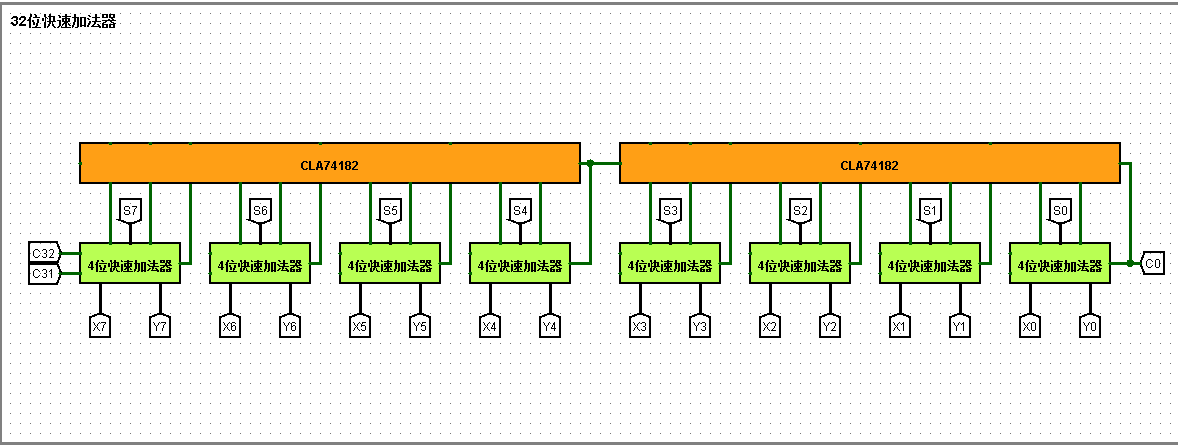 32位快速加法器
CLA74182 CLA74182
S7 S6 S5 S4 S3 S2 S1 S0
C32
4位快速加法器 4位快速加法器 4位快速加法器 4位快速加法器 4位快速加法器 4位快速加法器 4位快速加法器 4位快速加法器 C0
C31
X7 Y7 X6 Y6 X5 Y5 X4 Y4 X3 Y3 X2 Y2 X1 Y1 X0 Y0